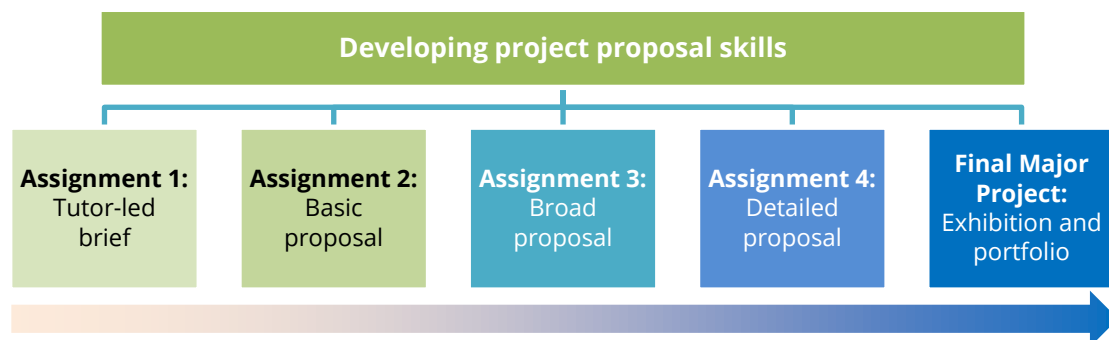 Developing project proposal skills
Assignment 1:
Tutor-led
brief
Assignment 2:
Basic
proposal
Assignment 3:
Broad
proposal
Assignment 4:
Detailed
proposal
Final Major
Project:
Exhibition and
portfolio